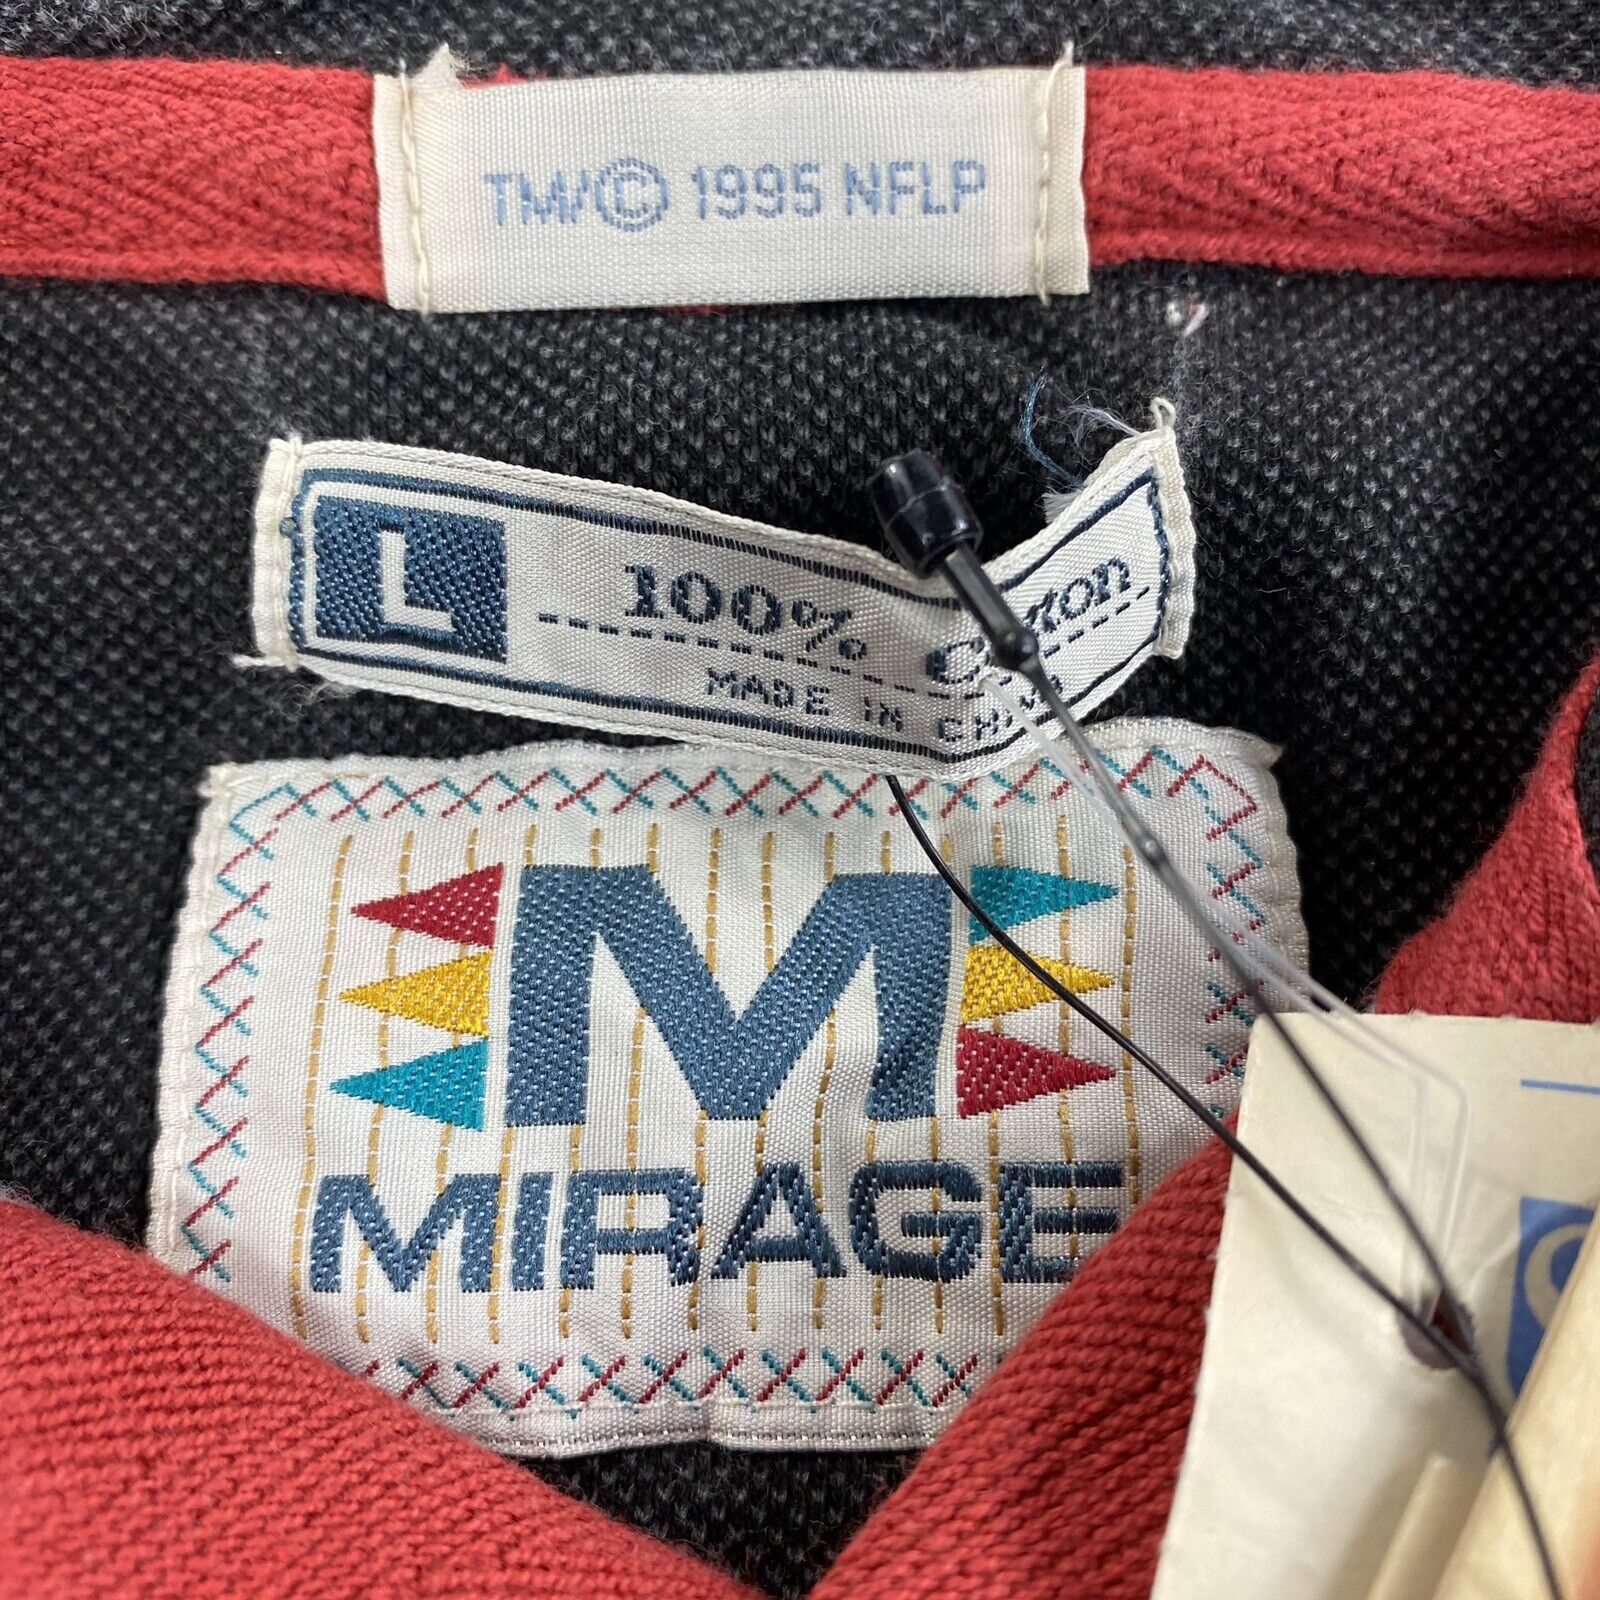 TM/© 1995 NFLP
L 100% Cotton
MADE IN CHINA
M
MIRAGE